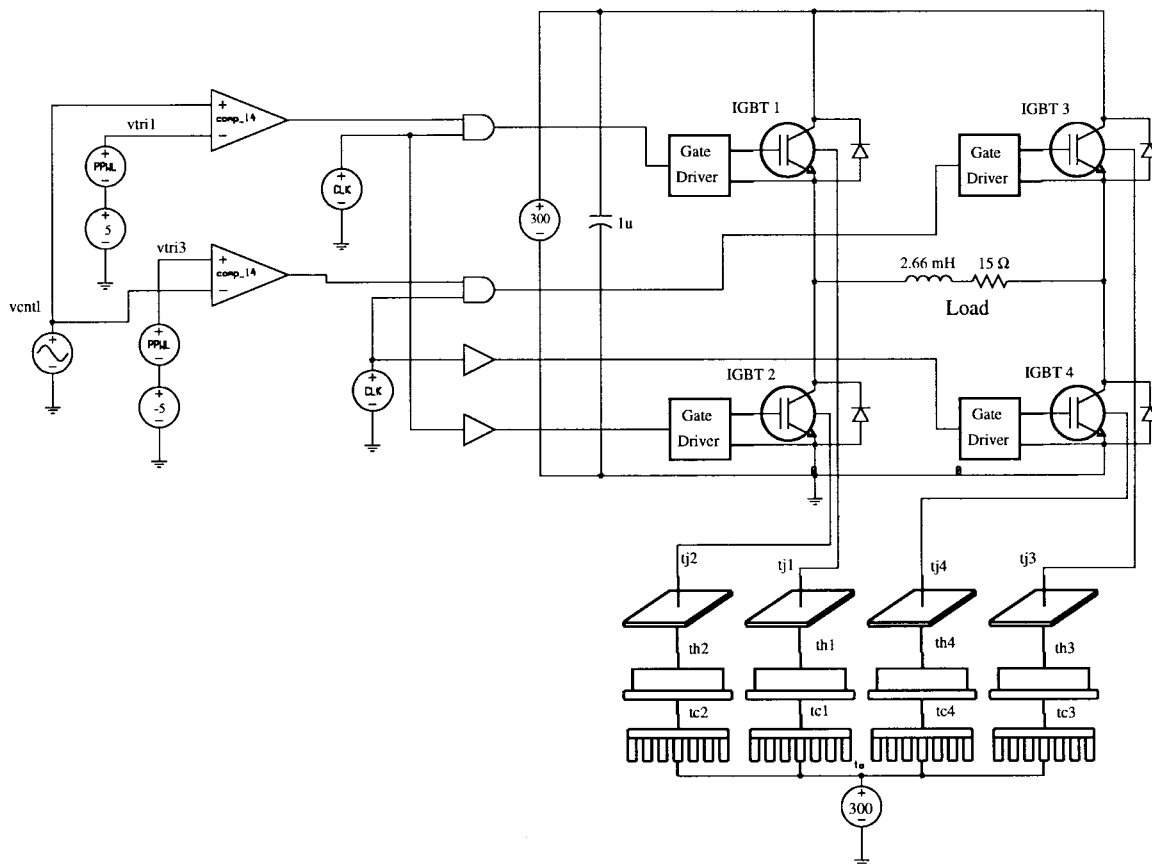 IGBT 1
IGBT 3
vtri1
comp_14
PPWL
CLK
5
Gate
Driver
Gate
Driver
300
1u
vtri3
comp_14
2.66 mH
15 Ω
Load
vcntl
PPWL
CLK
-5
IGBT 2
IGBT 4
Gate
Driver
Gate
Driver
0
0
tj2
tj1
tj4
tj3
th2
th1
th4
th3
tc2
tc1
tc4
tc3
ta
300